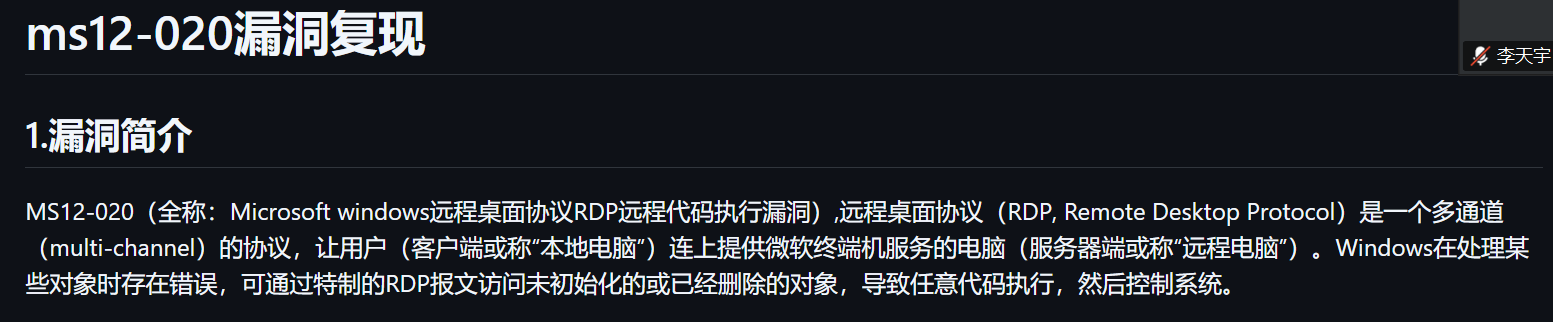 ms12-020漏洞复现
李天宇
1.漏洞简介
MS12-020（全称：Microsoft windows远程桌面协议RDP远程代码执行漏洞）,远程桌面协议（RDP, Remote Desktop Protocol）是一个多通道
（multi-channel）的协议，让用户（客户端或称“本地电脑”）连上提供微软终端机服务的电脑（服务器端或称“远程电脑”）。Windows在处理某
些对象时存在错误，可通过特制的RDP报文访问未初始化的或已经删除的对象，导致任意代码执行，然后控制系统。